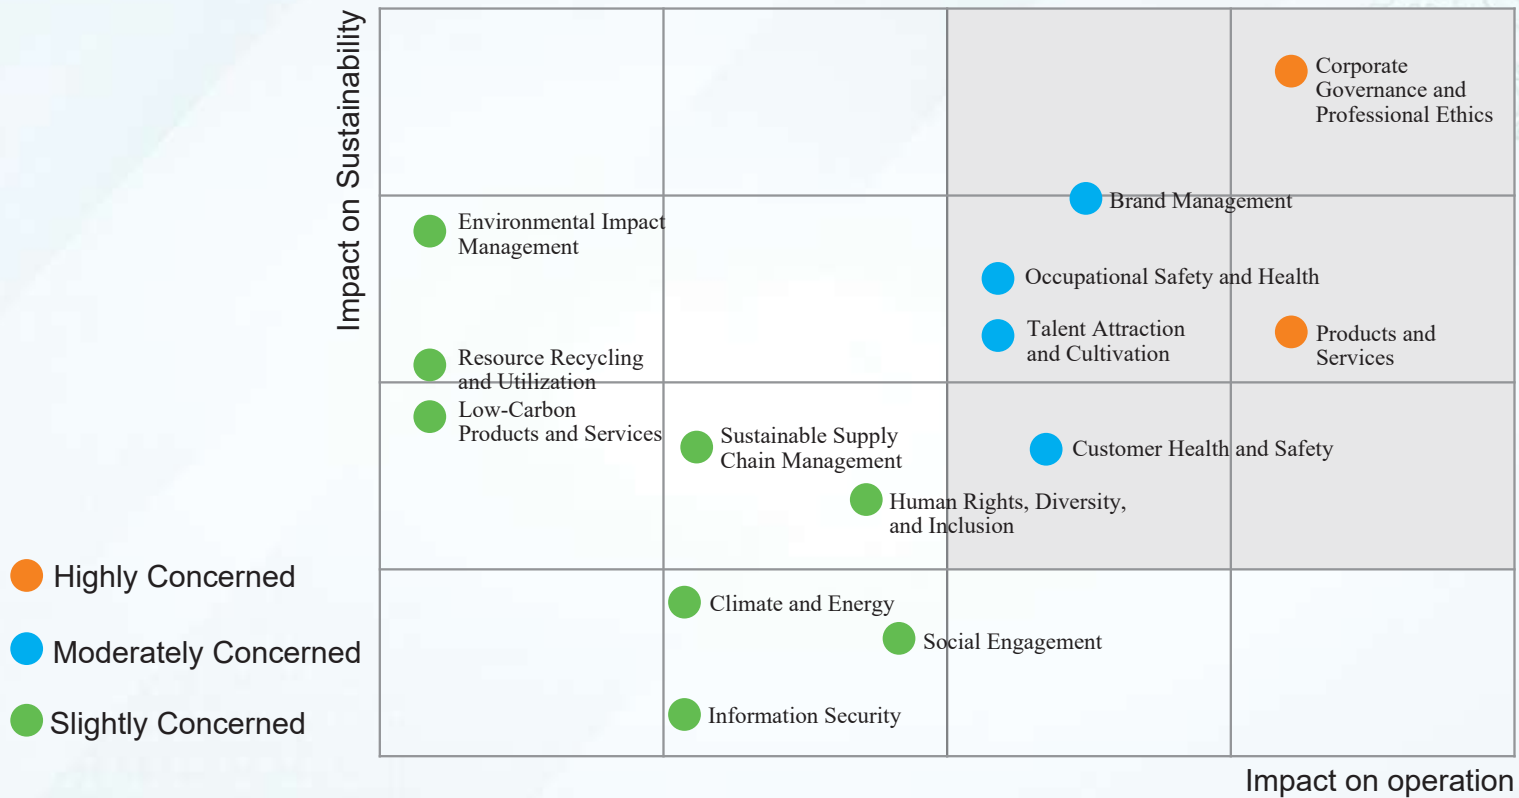 Impact on Sustainability
Corporate
Governance and
Professional Ethics
Brand Management
Environmental Impact
Management
Occupational Safety and Health
Talent Attraction
and Cultivation
Products and
Services
Resource Recycling
and Utilization
Low-Carbon
Products and Services
Sustainable Supply
Chain Management
Customer Health and Safety
Human Rights, Diversity,
and Inclusion
Climate and Energy
Social Engagement
Information Security
Highly Concerned
Moderately Concerned
Slightly Concerned
Impact on operation